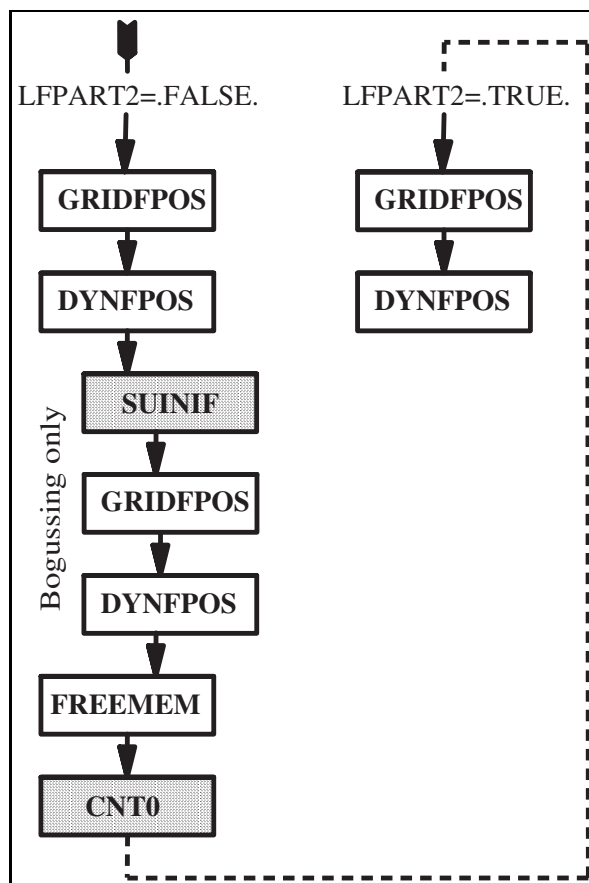 LFPART2=.FALSE.
GRIDFPOS
DYNFPOS
SUINIF
Bogussing only
GRIDFPOS
DYNFPOS
FREEMEM
CNT0
LFPART2=.TRUE.
GRIDFPOS
DYNFPOS